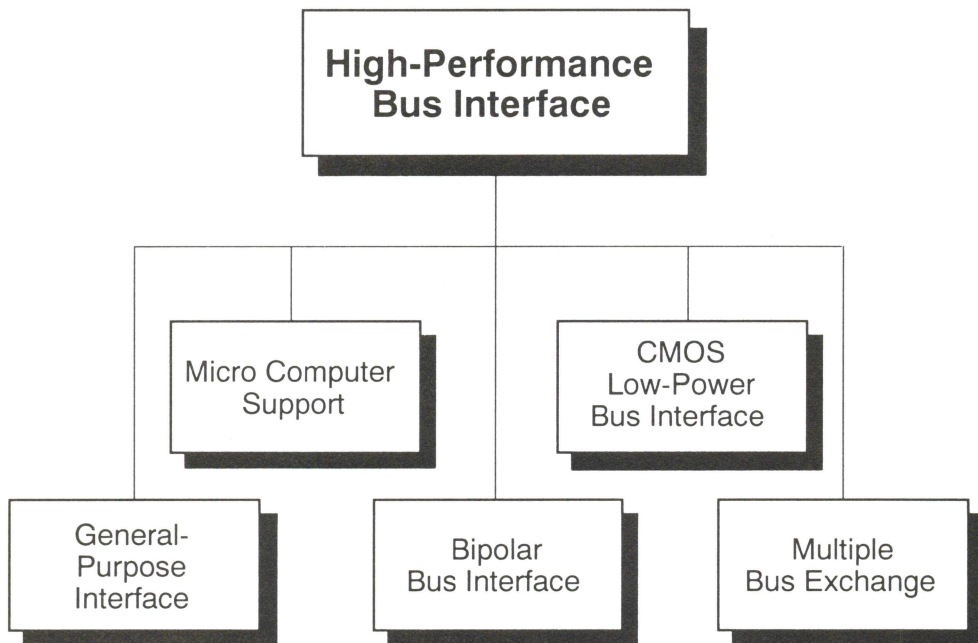 High-Performance
Bus Interface
Micro Computer
Support
CMOS
Low-Power
Bus Interface
General-
Purpose
Interface
Bipolar
Bus Interface
Multiple
Bus Exchange